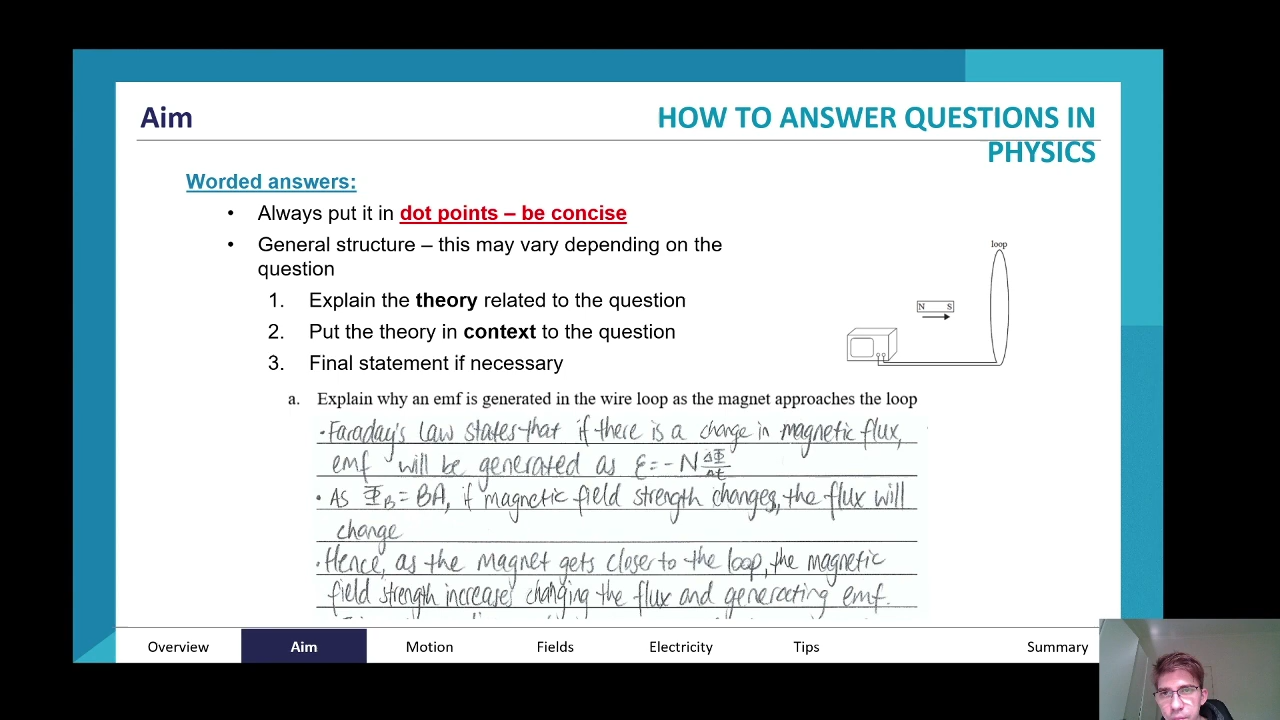 Aim
HOW TO ANSWER QUESTIONS IN
PHYSICS
Worded answers:
• Always put it in dot points – be concise
• General structure – this may vary depending on the
question
1. Explain the theory related to the question
2. Put the theory in context to the question
3. Final statement if necessary
loop
N S
a. Explain why an emf is generated in the wire loop as the magnet approaches the loop
• Faraday's law states that if there is a change in magnetic flux,
emf will be generated as ε = -N ΔΦ/Δt
• As Φ_B = BA, if magnetic field strength changes, the flux will
change
• Hence, as the magnet gets closer to the loop, the magnetic
field strength increases changing the flux and generating emf.
Overview Aim Motion Fields Electricity Tips Summary